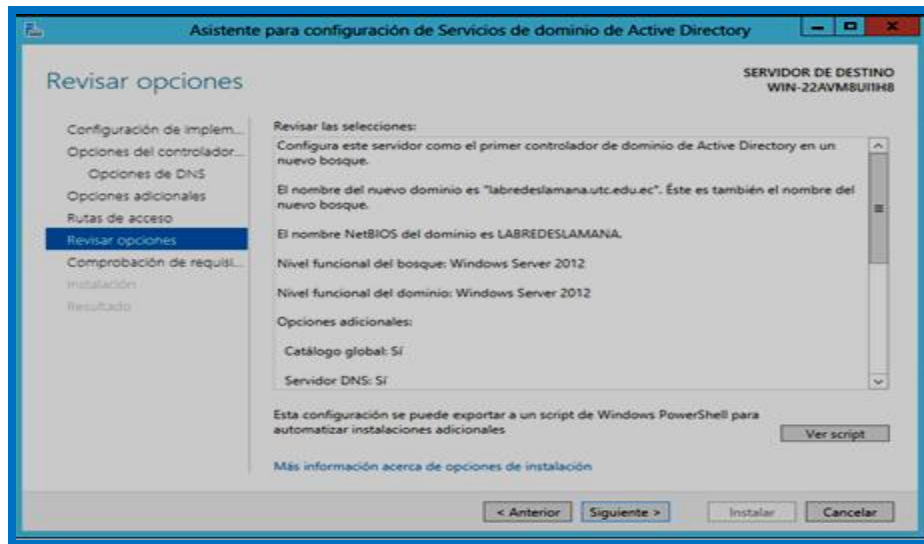 Asistente para configuración de Servicios de dominio de Active Directory
Revisar opciones
SERVIDOR DE DESTINO
WIN-22AVM8UI1H8
Configuración de implem...
Opciones del controlador...
Opciones de DNS
Opciones adicionales
Rutas de acceso
Revisar opciones
Comprobación de requisi...
Instalación
Resultado
Revisar las selecciones:
Configura este servidor como el primer controlador de dominio de Active Directory en un
nuevo bosque.
El nombre del nuevo dominio es "labredeslamana.utc.edu.ec". Éste es también el nombre del
nuevo bosque.
El nombre NetBIOS del dominio es LABREDESLAMANA.
Nivel funcional del bosque: Windows Server 2012
Nivel funcional del dominio: Windows Server 2012
Opciones adicionales:
Catálogo global: Sí
Servidor DNS: Sí
Esta configuración se puede exportar a un script de Windows PowerShell para
automatizar instalaciones adicionales
Ver script
Más información acerca de opciones de instalación
< Anterior
Siguiente >
Instalar
Cancelar